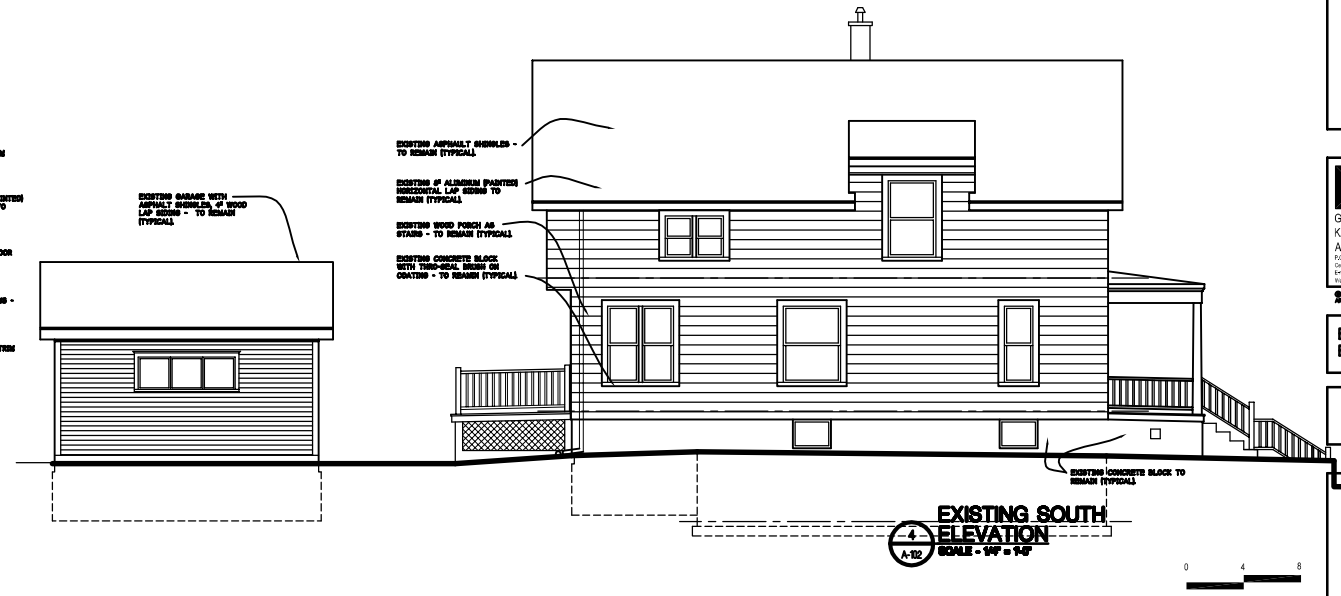 EXISTING GARAGE WITH
ASPHALT SHINGLES, 4" WOOD
LAP SIDING - TO REMAIN
(TYPICAL)
EXISTING ASPHAULT SHINGLES -
TO REMAIN (TYPICAL)
EXISTING 8" ALUMINUM (PAINTED)
HORIZONTAL LAP SIDING TO
REMAIN (TYPICAL)
EXISTING WOOD PORCH AS
STAIRS - TO REMAIN (TYPICAL)
EXISTING CONCRETE BLOCK
WITH THRO-SEAL BRUSH ON
COATING - TO REAMIN (TYPICAL)
EXISTING CONCRETE BLOCK TO
REMAIN (TYPICAL)
4
A-102
EXISTING SOUTH
ELEVATION
SCALE - 1/4" = 1'-0"
0 4 8